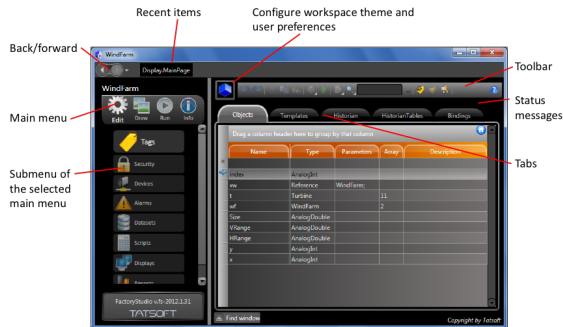 Recent items
Configure workspace theme and
user preferences
Back/forward
WindFarm
Display.MainPage
Toolbar
WindFarm
Main menu
Edit Draw Run Info
Status
messages
Objects Templates Historian HistorianTables Bindings
Tags
Drag a column header here to group by that column
Tabs
Name Type Parameters Array Description
Submenu of
the selected
main menu
Security
Devices
Alarms
Datasets
Scripts
Displays
Reports
index AnalogInt
xw Reference WindFarm;
t Turbine 11
wf WindFarm 2
Size AnalogDouble
VRange AnalogDouble
HRange AnalogDouble
y AnalogInt
x AnalogInt
FactoryStudio v.fs-2012.1.31
TATSOFT
Find window
Copyright by Tatsoft